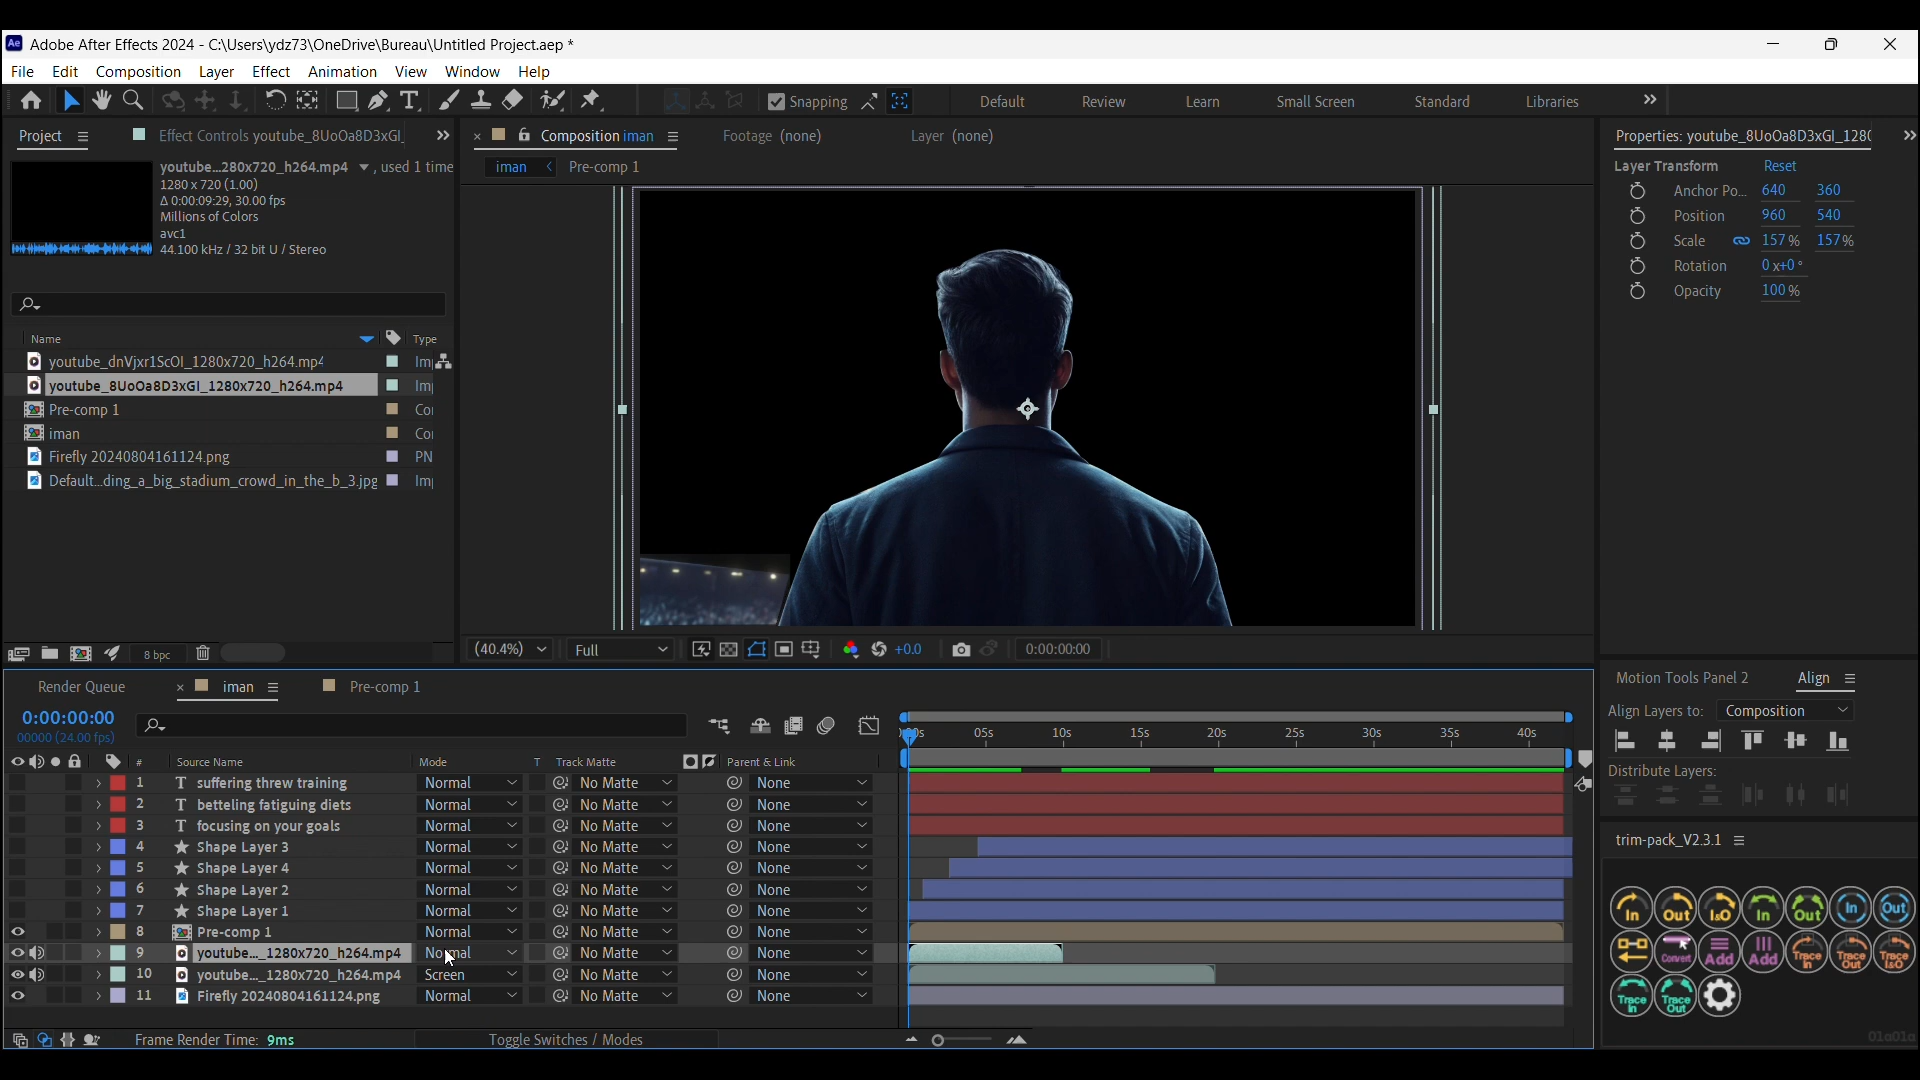 Adobe After Effects 2024 - C:\Users\ydz73\OneDrive\Bureau\Untitled Project.aep *
File Edit Composition Layer Effect Animation View Window Help
Snapping Default Review Learn Small Screen Standard Libraries
Project Effect Controls youtube_8UoOa8D3xGI_
× Composition iman Footage (none) Layer (none)
Properties: youtube_8UoOa8D3xGI_1280
iman < Pre-comp 1
youtube...280x720_h264.mp4 , used 1 time
1280 x 720 (1.00)
Δ 0:00:09:29, 30.00 fps
Millions of Colors
avc1
44.100 kHz / 32 bit U / Stereo
Name Type
youtube_dnVjxr1ScOI_1280x720_h264.mp4 Im
youtube_8UoOa8D3xGI_1280x720_h264.mp4 Im
Pre-comp 1 Co
iman Co
Firefly 20240804161124.png PN
Default...ding_a_big_stadium_crowd_in_the_b_3.jpg Im
8 bpc
Layer Transform Reset
Anchor Po... 640 360
Position 960 540
Scale 157% 157%
Rotation 0x+0°
Opacity 100%
(40.4%) Full +0.0 0:00:00:00
Render Queue × iman Pre-comp 1
0:00:00:00
00000 (24.00 fps)
05s 10s 15s 20s 25s 30s 35s 40s
# Source Name Mode T Track Matte Parent & Link
1 T suffering threw training Normal No Matte None
2 T betteling fatiguing diets Normal No Matte None
3 T focusing on your goals Normal No Matte None
4 Shape Layer 3 Normal No Matte None
5 Shape Layer 4 Normal No Matte None
6 Shape Layer 2 Normal No Matte None
7 Shape Layer 1 Normal No Matte None
8 Pre-comp 1 Normal No Matte None
9 youtube..._1280x720_h264.mp4 Normal No Matte None
10 youtube..._1280x720_h264.mp4 Screen No Matte None
11 Firefly 20240804161124.png Normal No Matte None
Frame Render Time: 9ms Toggle Switches / Modes
Motion Tools Panel 2 Align
Align Layers to: Composition
Distribute Layers:
trim-pack_V2.3.1
In Out I&O In Out In Out
Convert Add Add Trace In Trace Out Trace I&O
Trace In Trace Out
01a01a